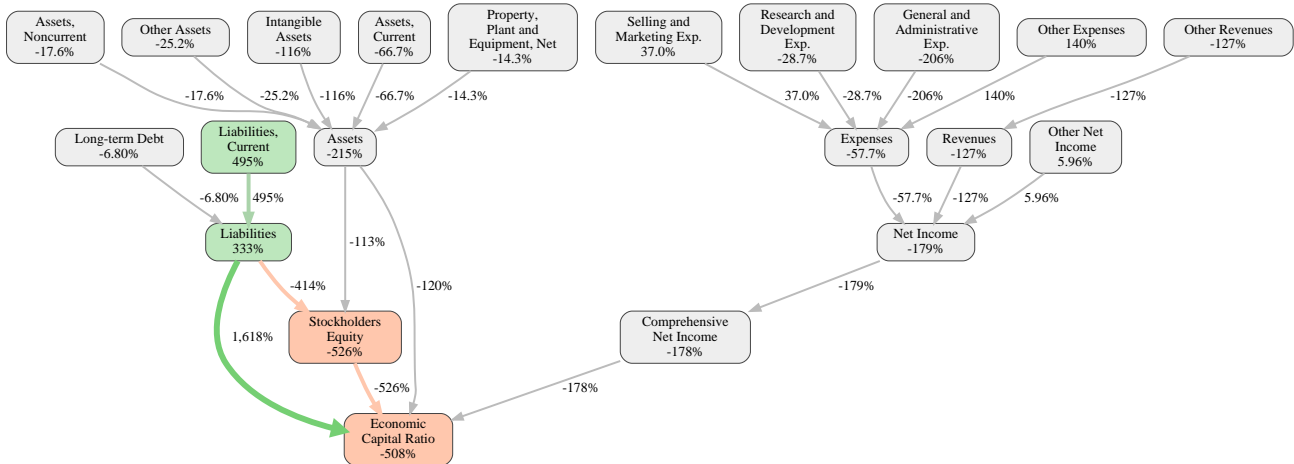 Assets,
Noncurrent
-17.6%
Other Assets
-25.2%
Intangible
Assets
-116%
Assets,
Current
-66.7%
Property,
Plant and
Equipment, Net
-14.3%
Selling and
Marketing Exp.
37.0%
Research and
Development
Exp.
-28.7%
General and
Administrative
Exp.
-206%
Other Expenses
140%
Other Revenues
-127%
-17.6%
-25.2%
-116%
-66.7%
-14.3%
37.0%
-28.7%
-206%
140%
-127%
Long-term Debt
-6.80%
Liabilities,
Current
495%
Assets
-215%
Expenses
-57.7%
Revenues
-127%
Other Net
Income
5.96%
-6.80%
495%
-57.7%
-127%
5.96%
Liabilities
333%
-113%
Net Income
-179%
-414%
-120%
-179%
1,618%
Stockholders
Equity
-526%
Comprehensive
Net Income
-178%
-526%
-178%
Economic
Capital Ratio
-508%